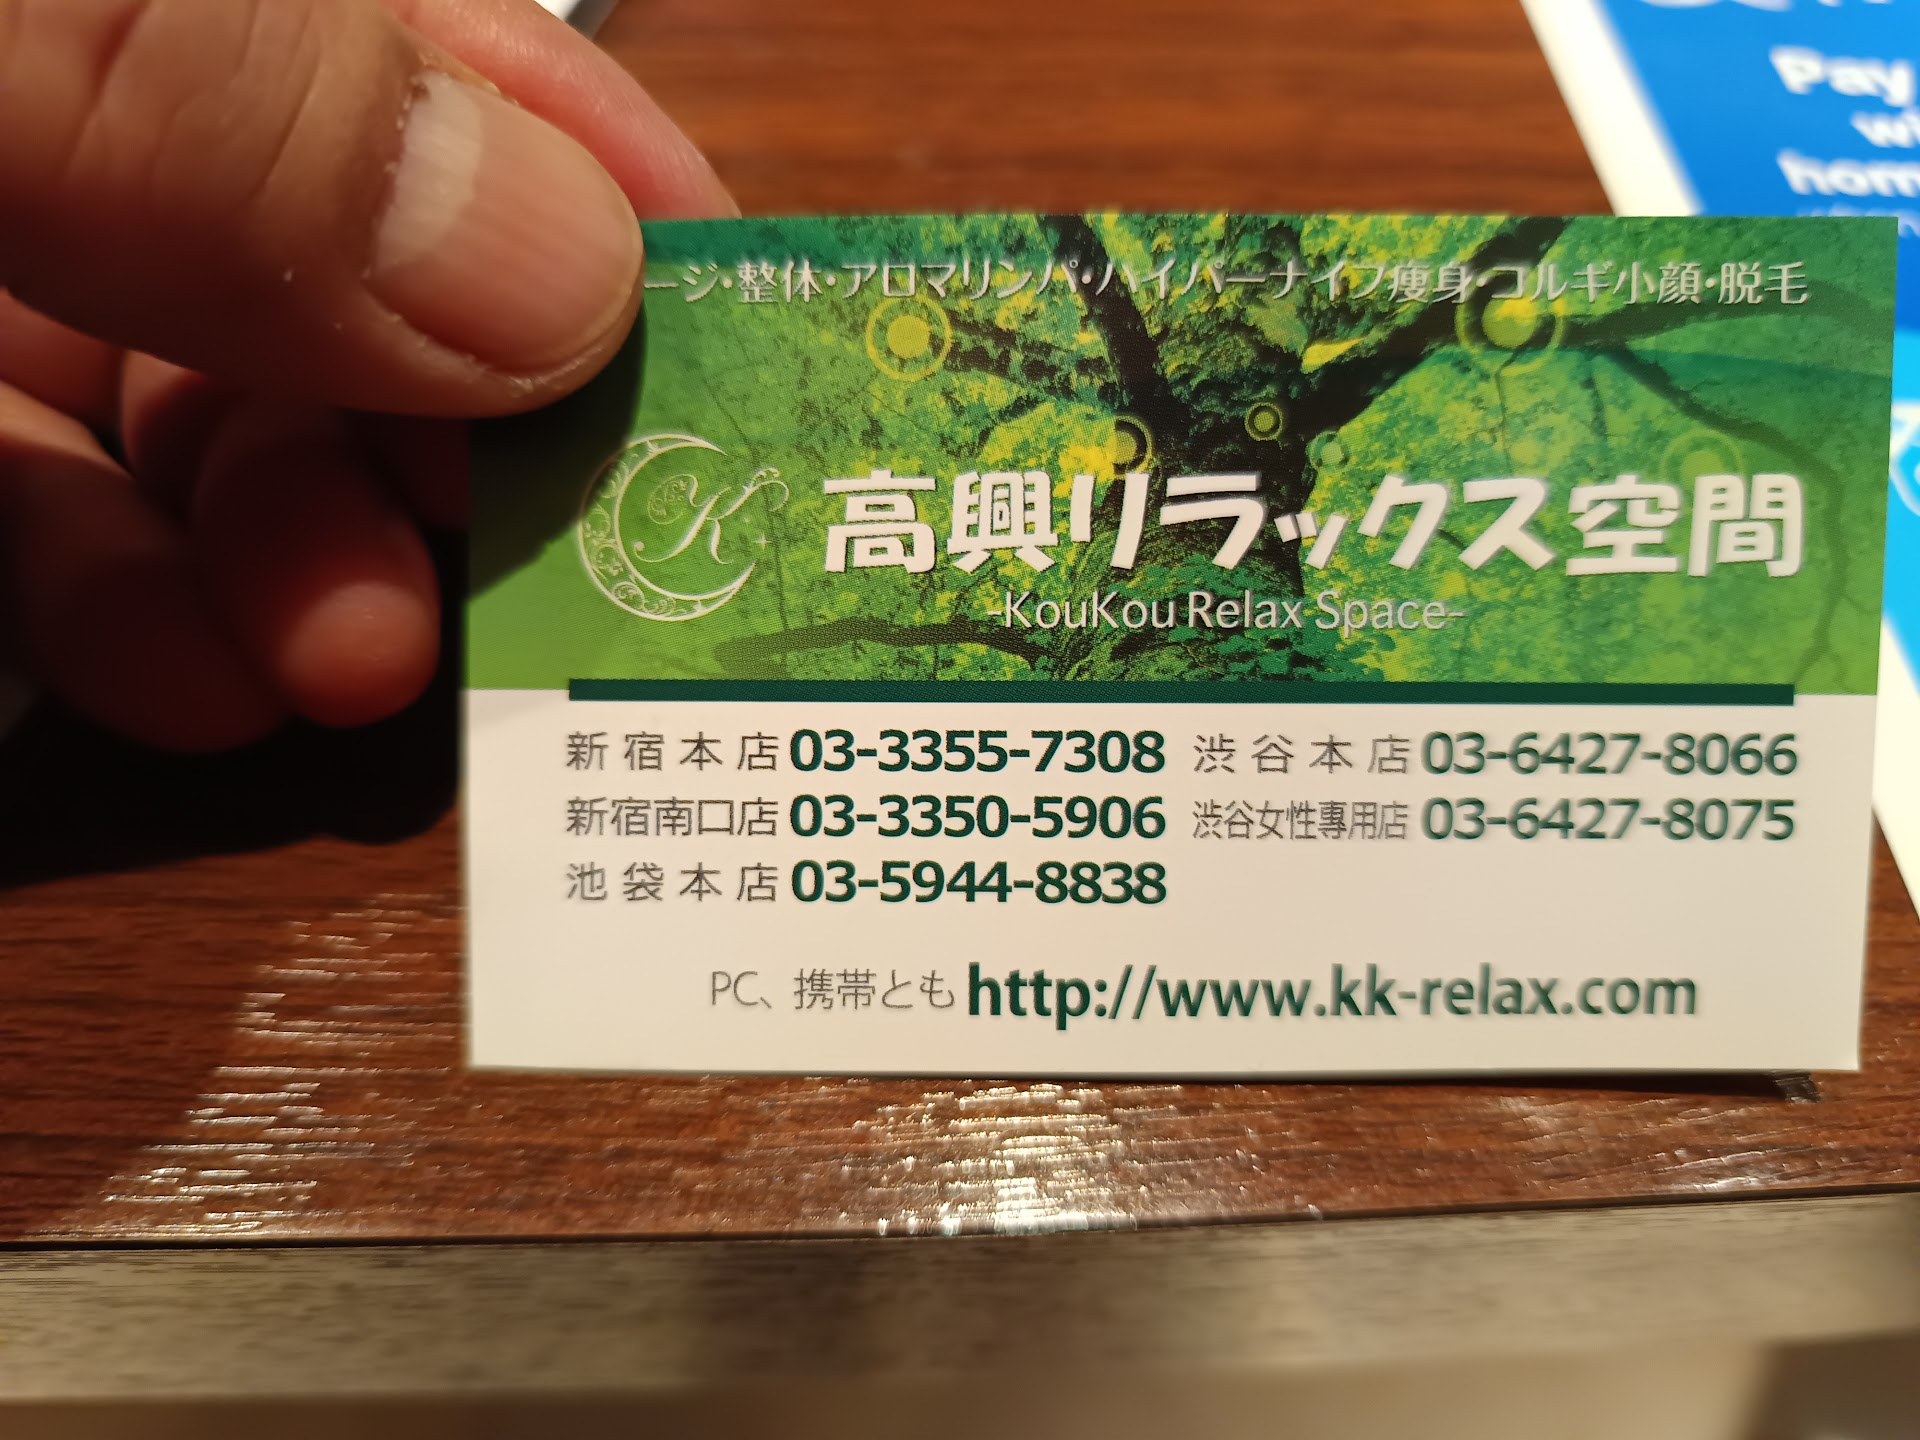 ージ・整体・アロマリンパ・ハイパーナイフ痩身・コルギ小顔・脱毛
K
高興リラックス空間
-KouKou Relax Space-
新宿本店 03-3355-7308 渋谷本店 03-6427-8066
新宿南口店 03-3350-5906 渋谷女性專用店 03-6427-8075
池袋本店 03-5944-8838
PC、携帯とも http://www.kk-relax.com
Pay